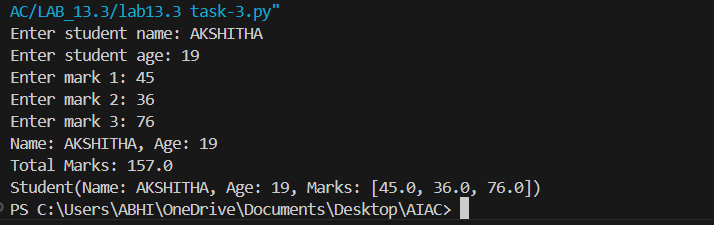 AC/LAB_13.3/lab13.3 task-3.py"
Enter student name: AKSHITHA
Enter student age: 19
Enter mark 1: 45
Enter mark 2: 36
Enter mark 3: 76
Name: AKSHITHA, Age: 19
Total Marks: 157.0
Student(Name: AKSHITHA, Age: 19, Marks: [45.0, 36.0, 76.0])
PS C:\Users\ABHI\OneDrive\Documents\Desktop\AIAC>